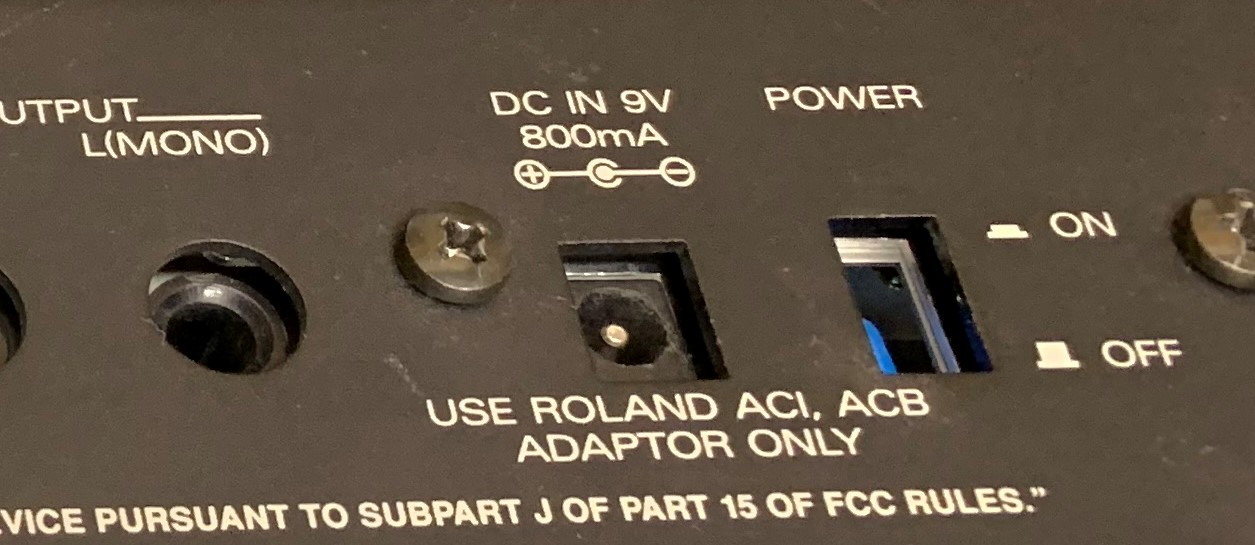 UTPUT
L(MONO)
DC IN 9V
800mA
POWER
ON
OFF
USE ROLAND ACI, ACB
ADAPTOR ONLY
VICE PURSUANT TO SUBPART J OF PART 15 OF FCC RULES."